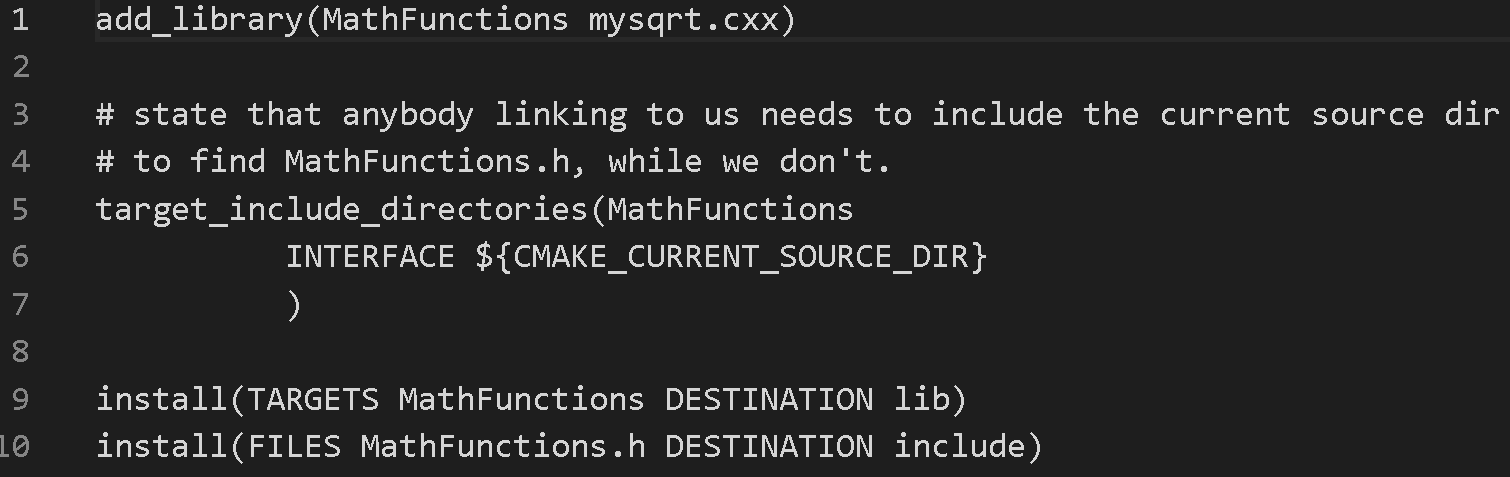 1 add_library(MathFunctions mysqrt.cxx)
2
3 # state that anybody linking to us needs to include the current source dir
4 # to find MathFunctions.h, while we don't.
5 target_include_directories(MathFunctions
6 INTERFACE ${CMAKE_CURRENT_SOURCE_DIR}
7 )
8
9 install(TARGETS MathFunctions DESTINATION lib)
10 install(FILES MathFunctions.h DESTINATION include)